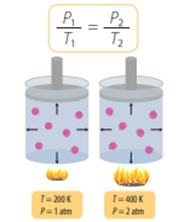 P₁/T₁ = P₂/T₂
T = 200 K
P = 1 atm
T = 400 K
P = 2 atm